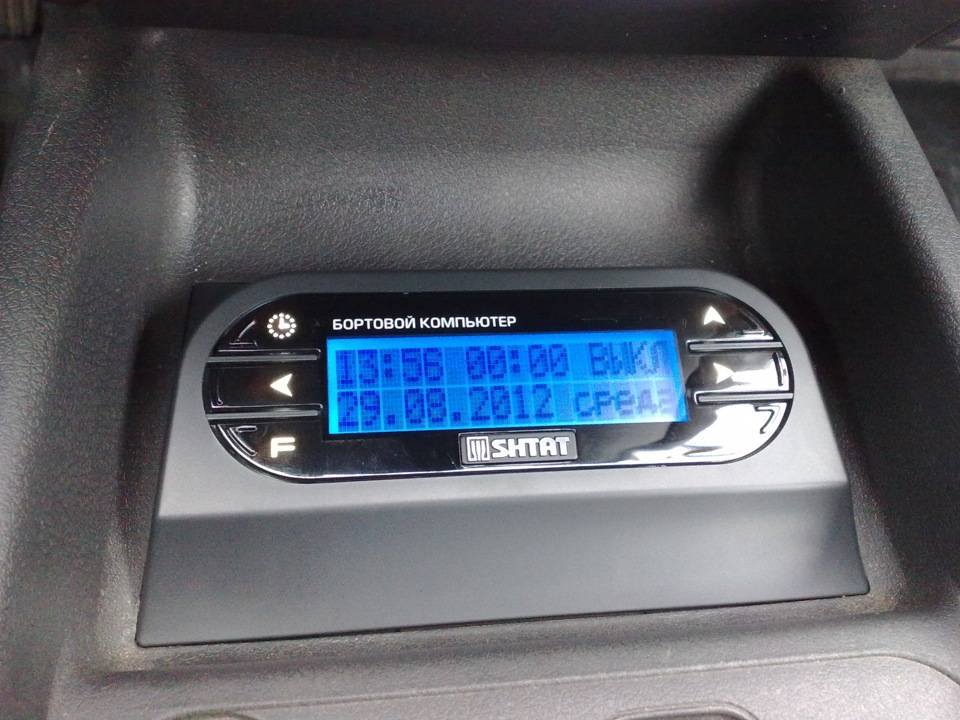 БОРТОВОЙ КОМПЬЮТЕР
13:56 00:00 ВЫКЛ
29.08.2012 среда
F
SHTAT